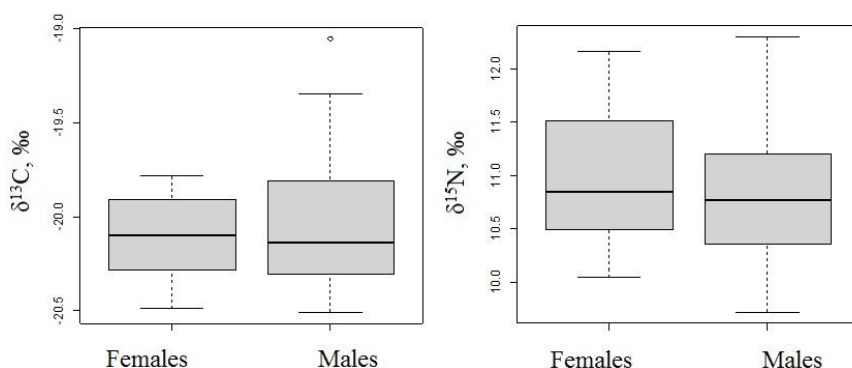 δ¹³C, ‰
-19.0
-19.5
-20.0
-20.5
Females Males
δ¹⁵N, ‰
12.0
11.5
11.0
10.5
10.0
Females Males